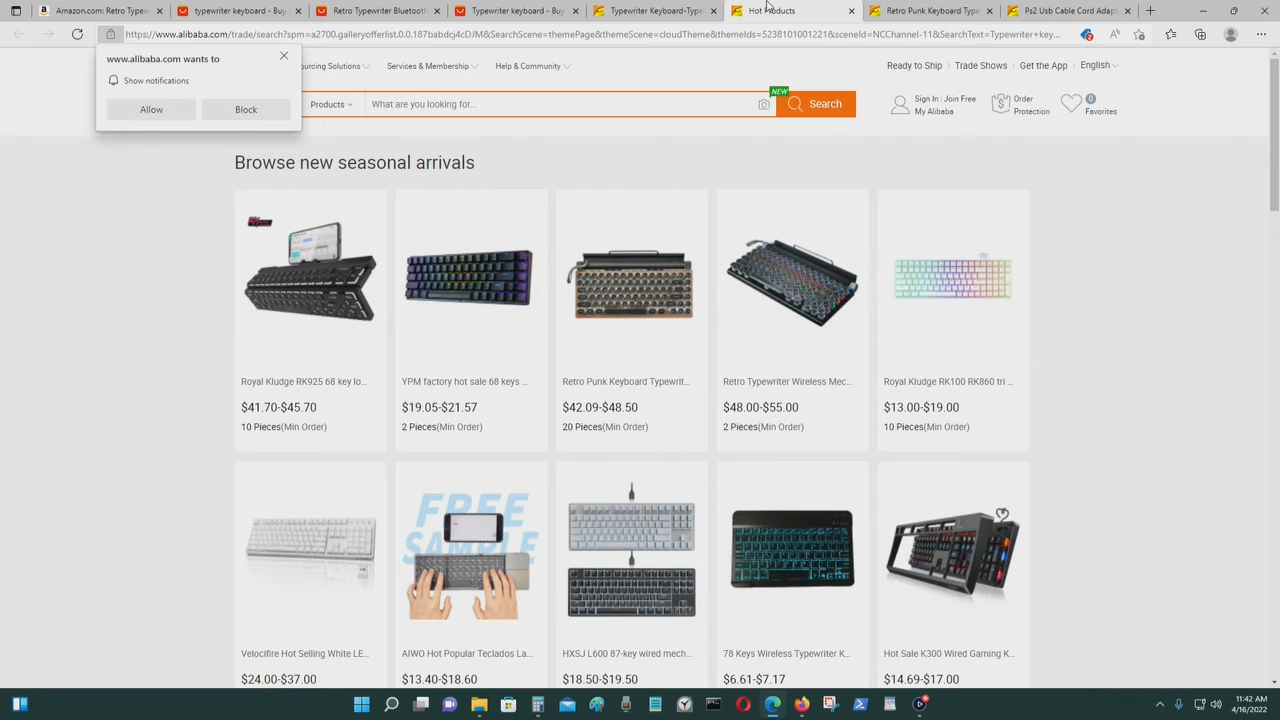 Amazon.com: Retro Typew
typewriter keyboard - Buy
Retro Typewriter Bluetooth
Typewriter keyboard - Buy
Typewriter Keyboard-Type
Hot Products
Retro Punk Keyboard Type
Ps2 Usb Cable Cord Adapt
https://www.alibaba.com/trade/search?spm=a2700.galleryofferlist.0.0.187babdcj4cDJM&SearchScene=themePage&themeScene=cloudTheme&themeIds=5238101001221&sceneId=NCChannel-11&SearchText=Typewriter+key...
www.alibaba.com wants to
Show notifications
Allow
Block
ourcing Solutions
Services & Membership
Help & Community
Ready to Ship
Trade Shows
Get the App
English
Products
What are you looking for...
NEW
Search
Sign In | Join Free
My Alibaba
Order
Protection
0
Favorites
Browse new seasonal arrivals
Royal Kludge RK925 68 key lo...
$41.70-$45.70
10 Pieces(Min Order)
YPM factory hot sale 68 keys ...
$19.05-$21.57
2 Pieces(Min Order)
Retro Punk Keyboard Typewrit...
$42.09-$48.50
20 Pieces(Min Order)
Retro Typewriter Wireless Mec...
$48.00-$55.00
2 Pieces(Min Order)
Royal Kludge RK100 RK860 tri ...
$13.00-$19.00
10 Pieces(Min Order)
FREE
SAMPLE
Velocifire Hot Selling White LE...
$24.00-$37.00
AIWO Hot Popular Teclados La...
$13.40-$18.60
HXSJ L600 87-key wired mech...
$18.50-$19.50
78 Keys Wireless Typewriter K...
$6.61-$7.17
Hot Sale K300 Wired Gaming K...
$14.69-$17.00
11:42 AM
4/16/2022